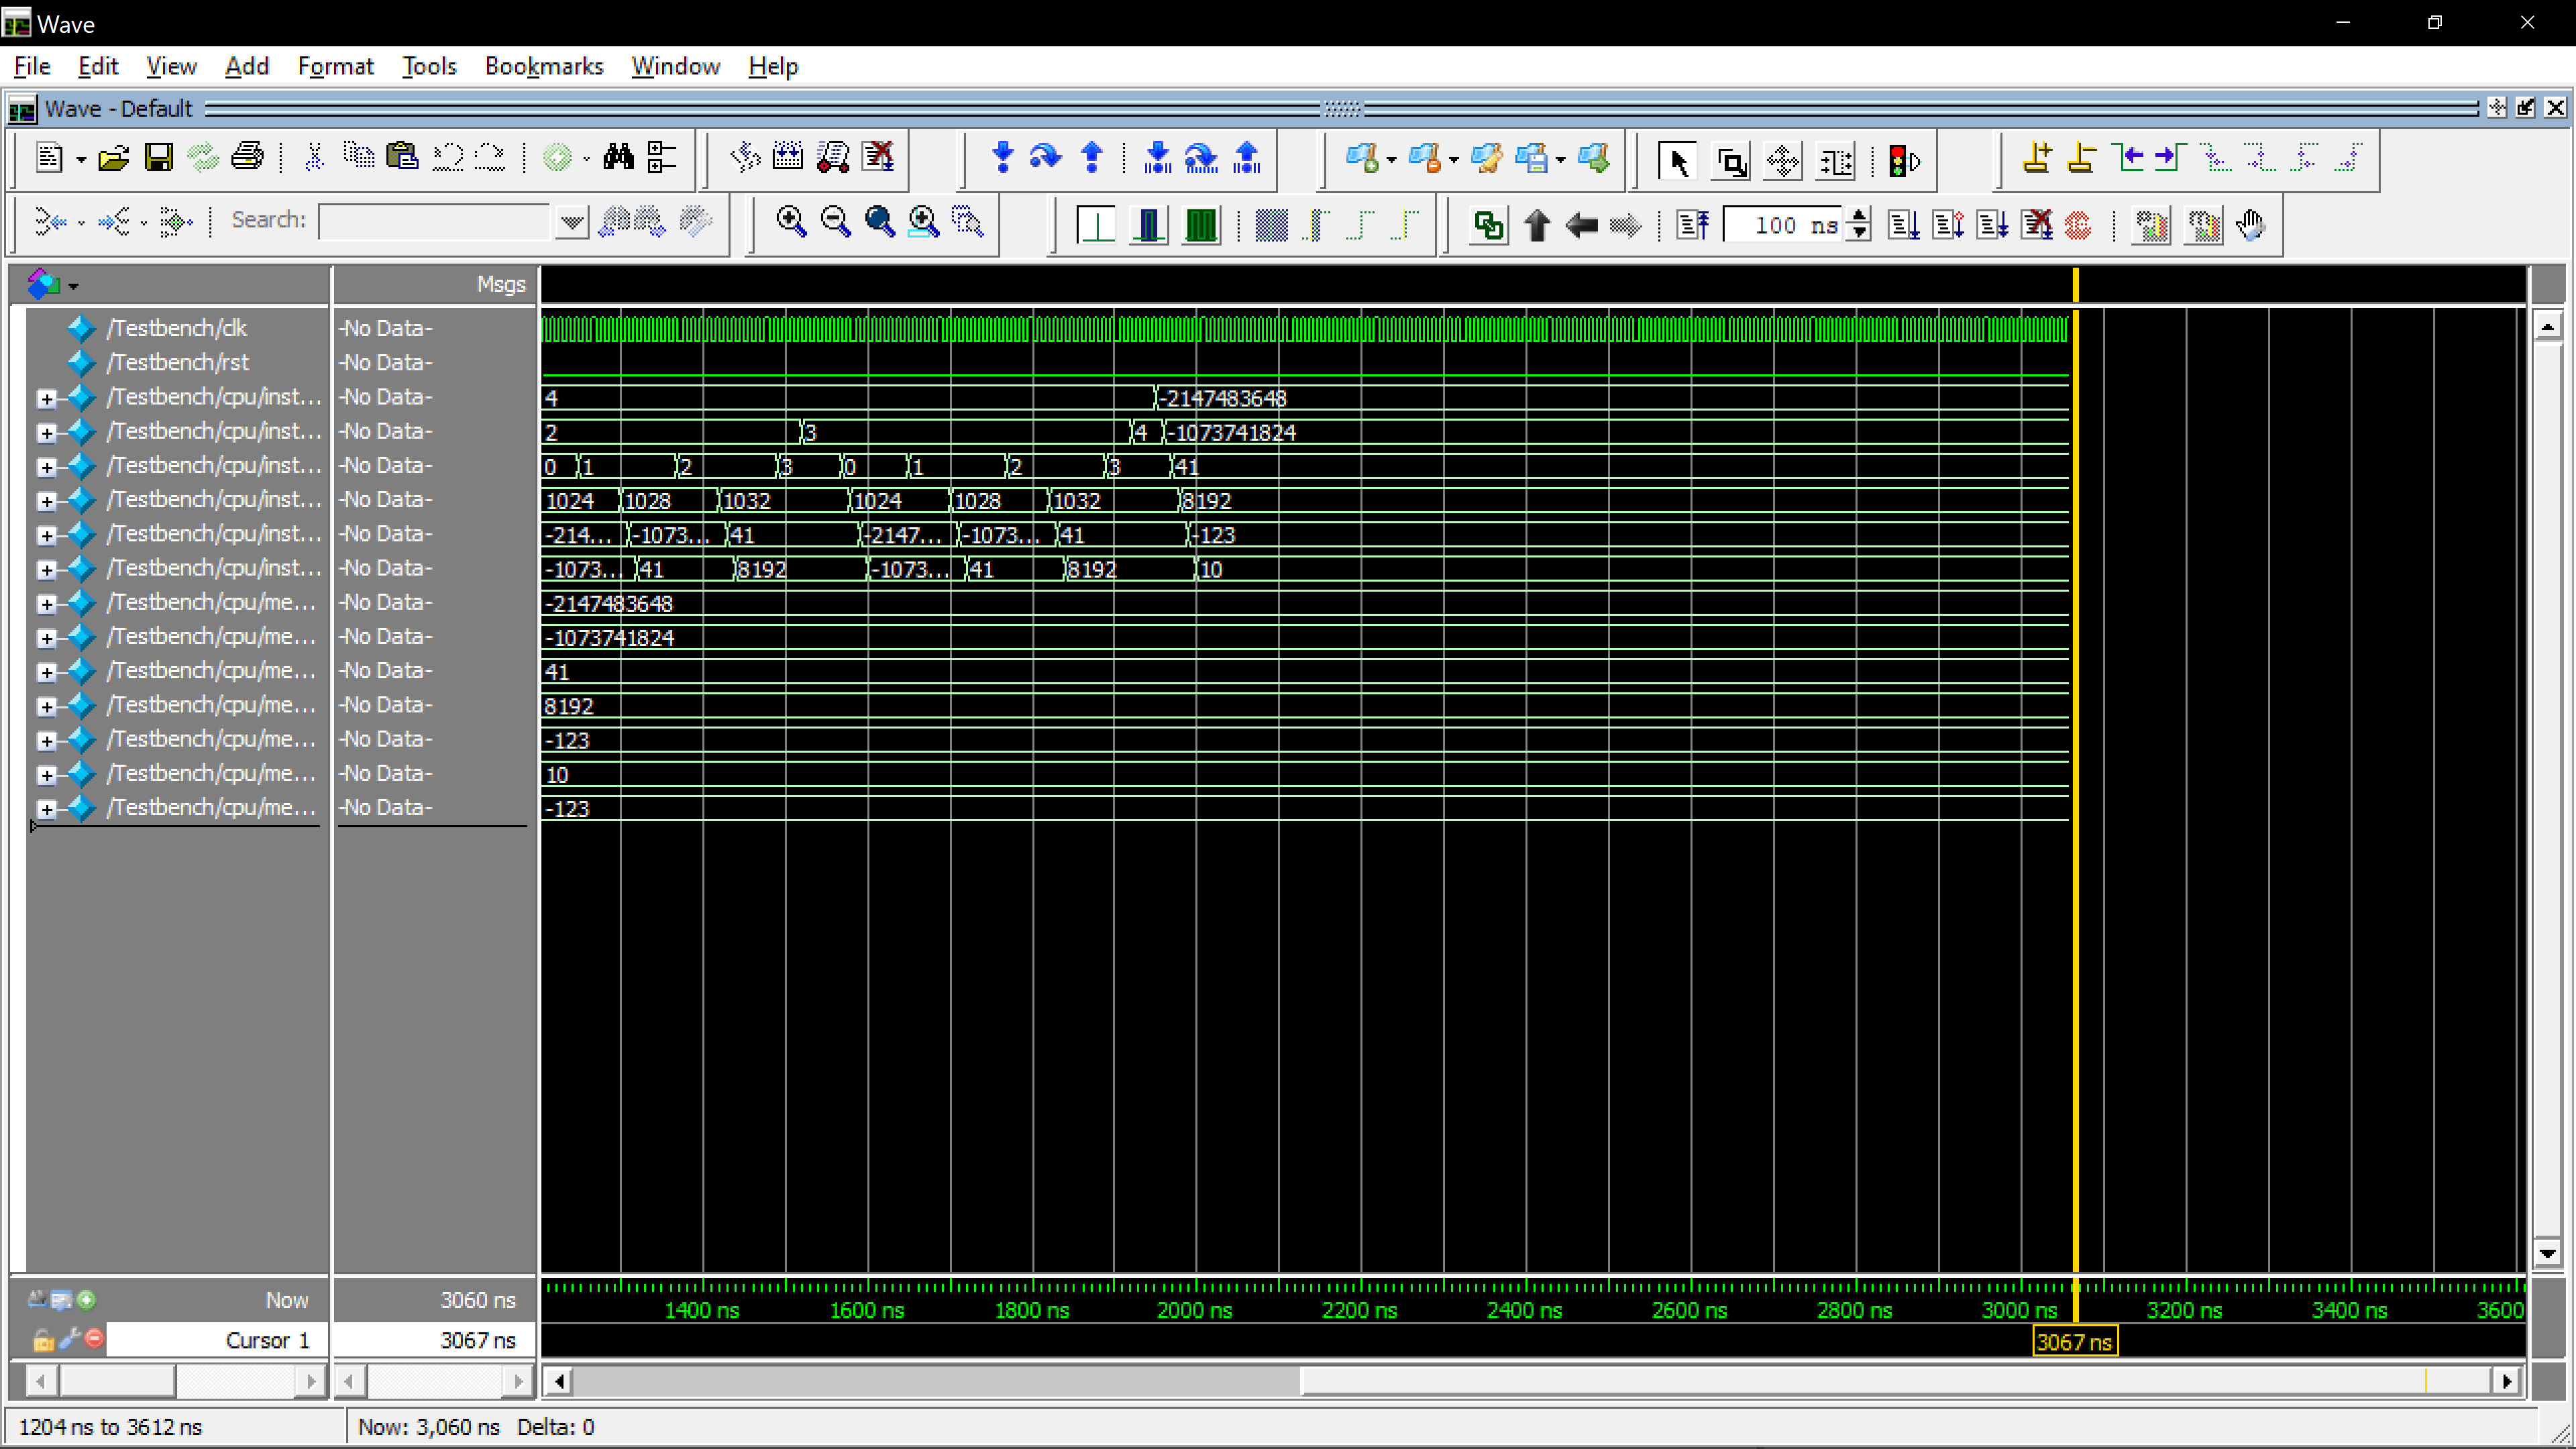 Wave
File Edit View Add Format Tools Bookmarks Window Help
Wave - Default
Search:
100 ns
Msgs
/Testbench/clk -No Data-
/Testbench/rst -No Data-
/Testbench/cpu/inst... -No Data- 4 -2147483648
/Testbench/cpu/inst... -No Data- 2 3 4 -1073741824
/Testbench/cpu/inst... -No Data- 0 1 2 3 0 1 2 3 41
/Testbench/cpu/inst... -No Data- 1024 1028 1032 1024 1028 1032 8192
/Testbench/cpu/inst... -No Data- -214... -1073... 41 -2147... -1073... 41 -123
/Testbench/cpu/inst... -No Data- -1073... 41 8192 -1073... 41 8192 10
/Testbench/cpu/me... -No Data- -2147483648
/Testbench/cpu/me... -No Data- -1073741824
/Testbench/cpu/me... -No Data- 41
/Testbench/cpu/me... -No Data- 8192
/Testbench/cpu/me... -No Data- -123
/Testbench/cpu/me... -No Data- 10
/Testbench/cpu/me... -No Data- -123
Now 3060 ns 1400 ns 1600 ns 1800 ns 2000 ns 2200 ns 2400 ns 2600 ns 2800 ns 3000 ns 3200 ns 3400 ns 3600
Cursor 1 3067 ns 3067 ns
1204 ns to 3612 ns Now: 3,060 ns Delta: 0